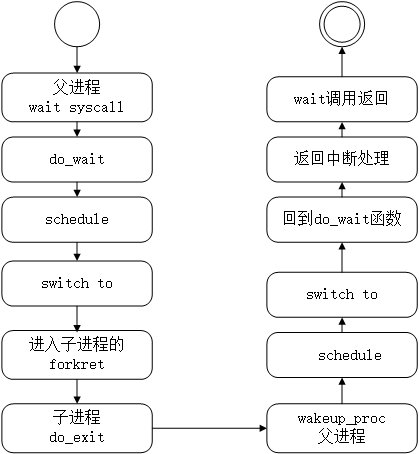 父进程
wait syscall
do_wait
schedule
switch to
进入子进程的
forkret
子进程
do_exit
wait调用返回
返回中断处理
回到do_wait函数
switch to
schedule
wakeup_proc
父进程